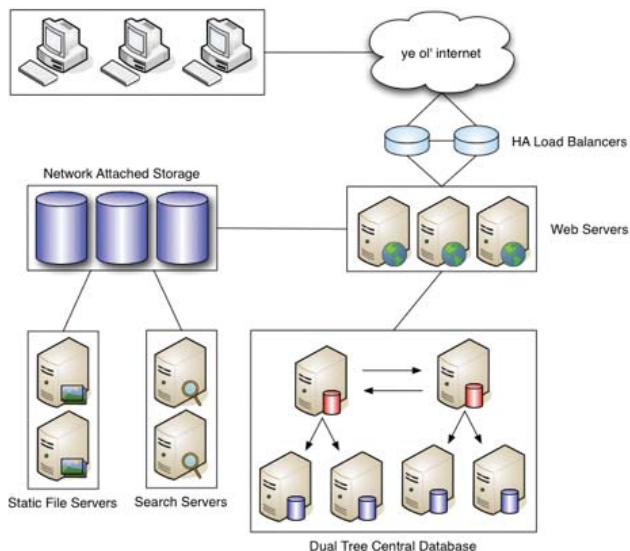 ye ol' internet
HA Load Balancers
Network Attached Storage
Web Servers
Static File Servers
Search Servers
Dual Tree Central Database